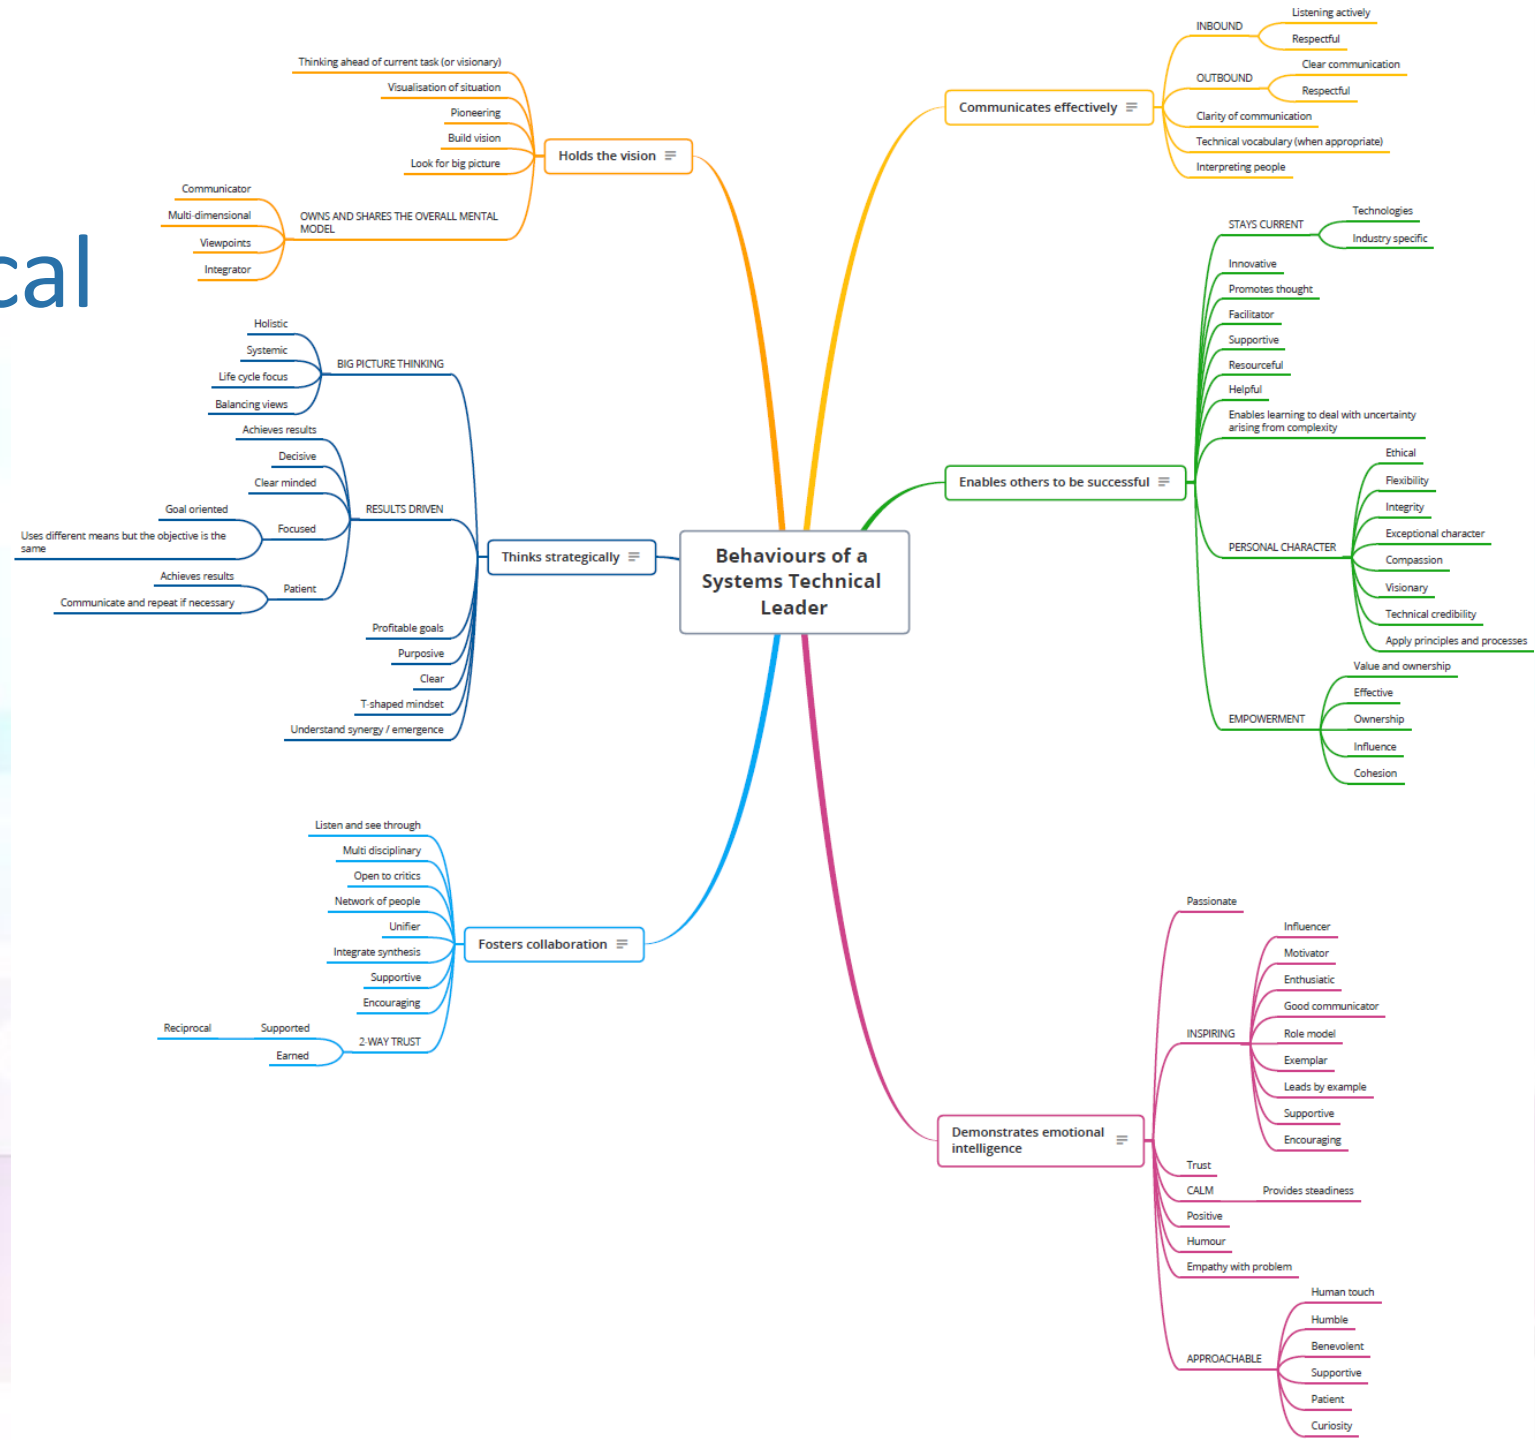 cal
Behaviours of a
Systems Technical
Leader
Holds the vision
Thinking ahead of current task (or visionary)
Visualisation of situation
Pioneering
Build vision
Look for big picture
OWNS AND SHARES THE OVERALL MENTAL
MODEL
Communicator
Multi-dimensional
Viewpoints
Integrator
Thinks strategically
BIG PICTURE THINKING
Holistic
Systemic
Life cycle focus
Balancing views
RESULTS DRIVEN
Achieves results
Decisive
Clear minded
Focused
Goal oriented
Uses different means but the objective is the
same
Patient
Achieves results
Communicate and repeat if necessary
Profitable goals
Purposive
Clear
T-shaped mindset
Understand synergy / emergence
Fosters collaboration
Listen and see through
Multi disciplinary
Open to critics
Network of people
Unifier
Integrate synthesis
Supportive
Encouraging
2-WAY TRUST
Supported
Reciprocal
Earned
Communicates effectively
INBOUND
Listening actively
Respectful
OUTBOUND
Clear communication
Respectful
Clarity of communication
Technical vocabulary (when appropriate)
Interpreting people
Enables others to be successful
STAYS CURRENT
Technologies
Industry specific
Innovative
Promotes thought
Facilitator
Supportive
Resourceful
Helpful
Enables learning to deal with uncertainty
arising from complexity
PERSONAL CHARACTER
Ethical
Flexibility
Integrity
Exceptional character
Compassion
Visionary
Technical credibility
Apply principles and processes
EMPOWERMENT
Value and ownership
Effective
Ownership
Influence
Cohesion
Demonstrates emotional
intelligence
Passionate
INSPIRING
Influencer
Motivator
Enthusiatic
Good communicator
Role model
Exemplar
Leads by example
Supportive
Encouraging
Trust
CALM
Provides steadiness
Positive
Humour
Empathy with problem
APPROACHABLE
Human touch
Humble
Benevolent
Supportive
Patient
Curiosity